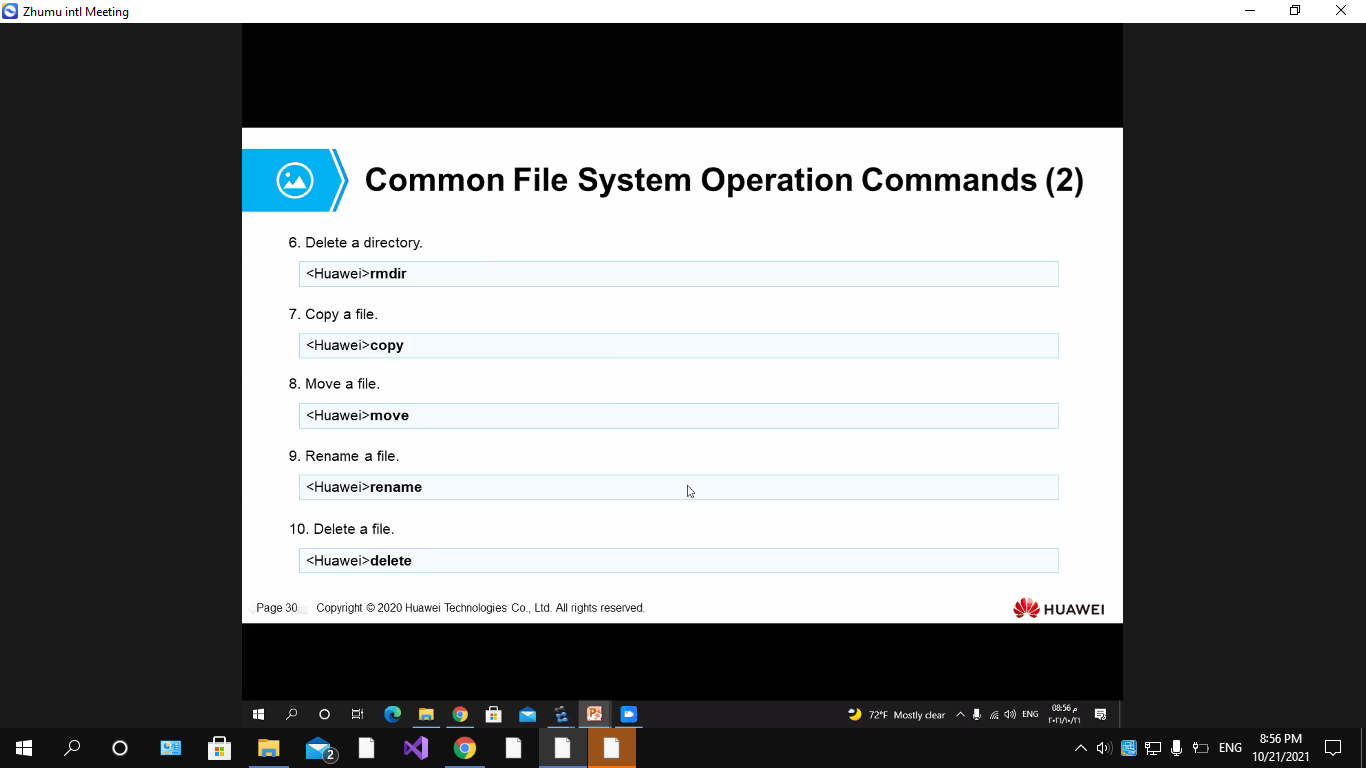 Zhumu intl Meeting
Common File System Operation Commands (2)
6. Delete a directory.
<Huawei>rmdir
7. Copy a file.
<Huawei>copy
8. Move a file.
<Huawei>move
9. Rename a file.
<Huawei>rename
10. Delete a file.
<Huawei>delete
Page 30 Copyright © 2020 Huawei Technologies Co., Ltd. All rights reserved.
HUAWEI
72°F Mostly clear ENG
08:56 م
٢٠٢١/١٠/٢١
2
ENG
8:56 PM
10/21/2021